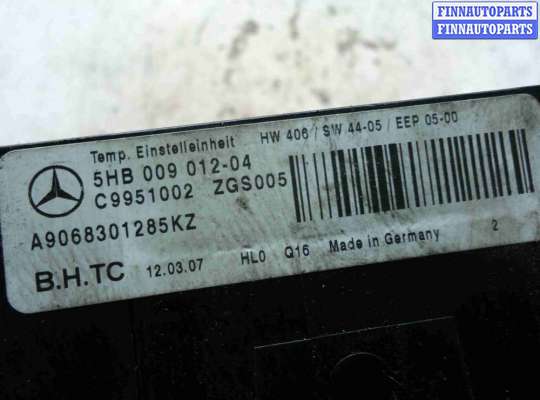 FINNAUTOPARTS
FINNAUTOPARTS
Temp. Einstelleinheit HW 406 / SW 44-05 / EEP 05-00
5HB 009 012-04
C9951002 ZGS005
A9068301285KZ
B.H.TC 12.03.07 HL0 Q16 Made in Germany 2